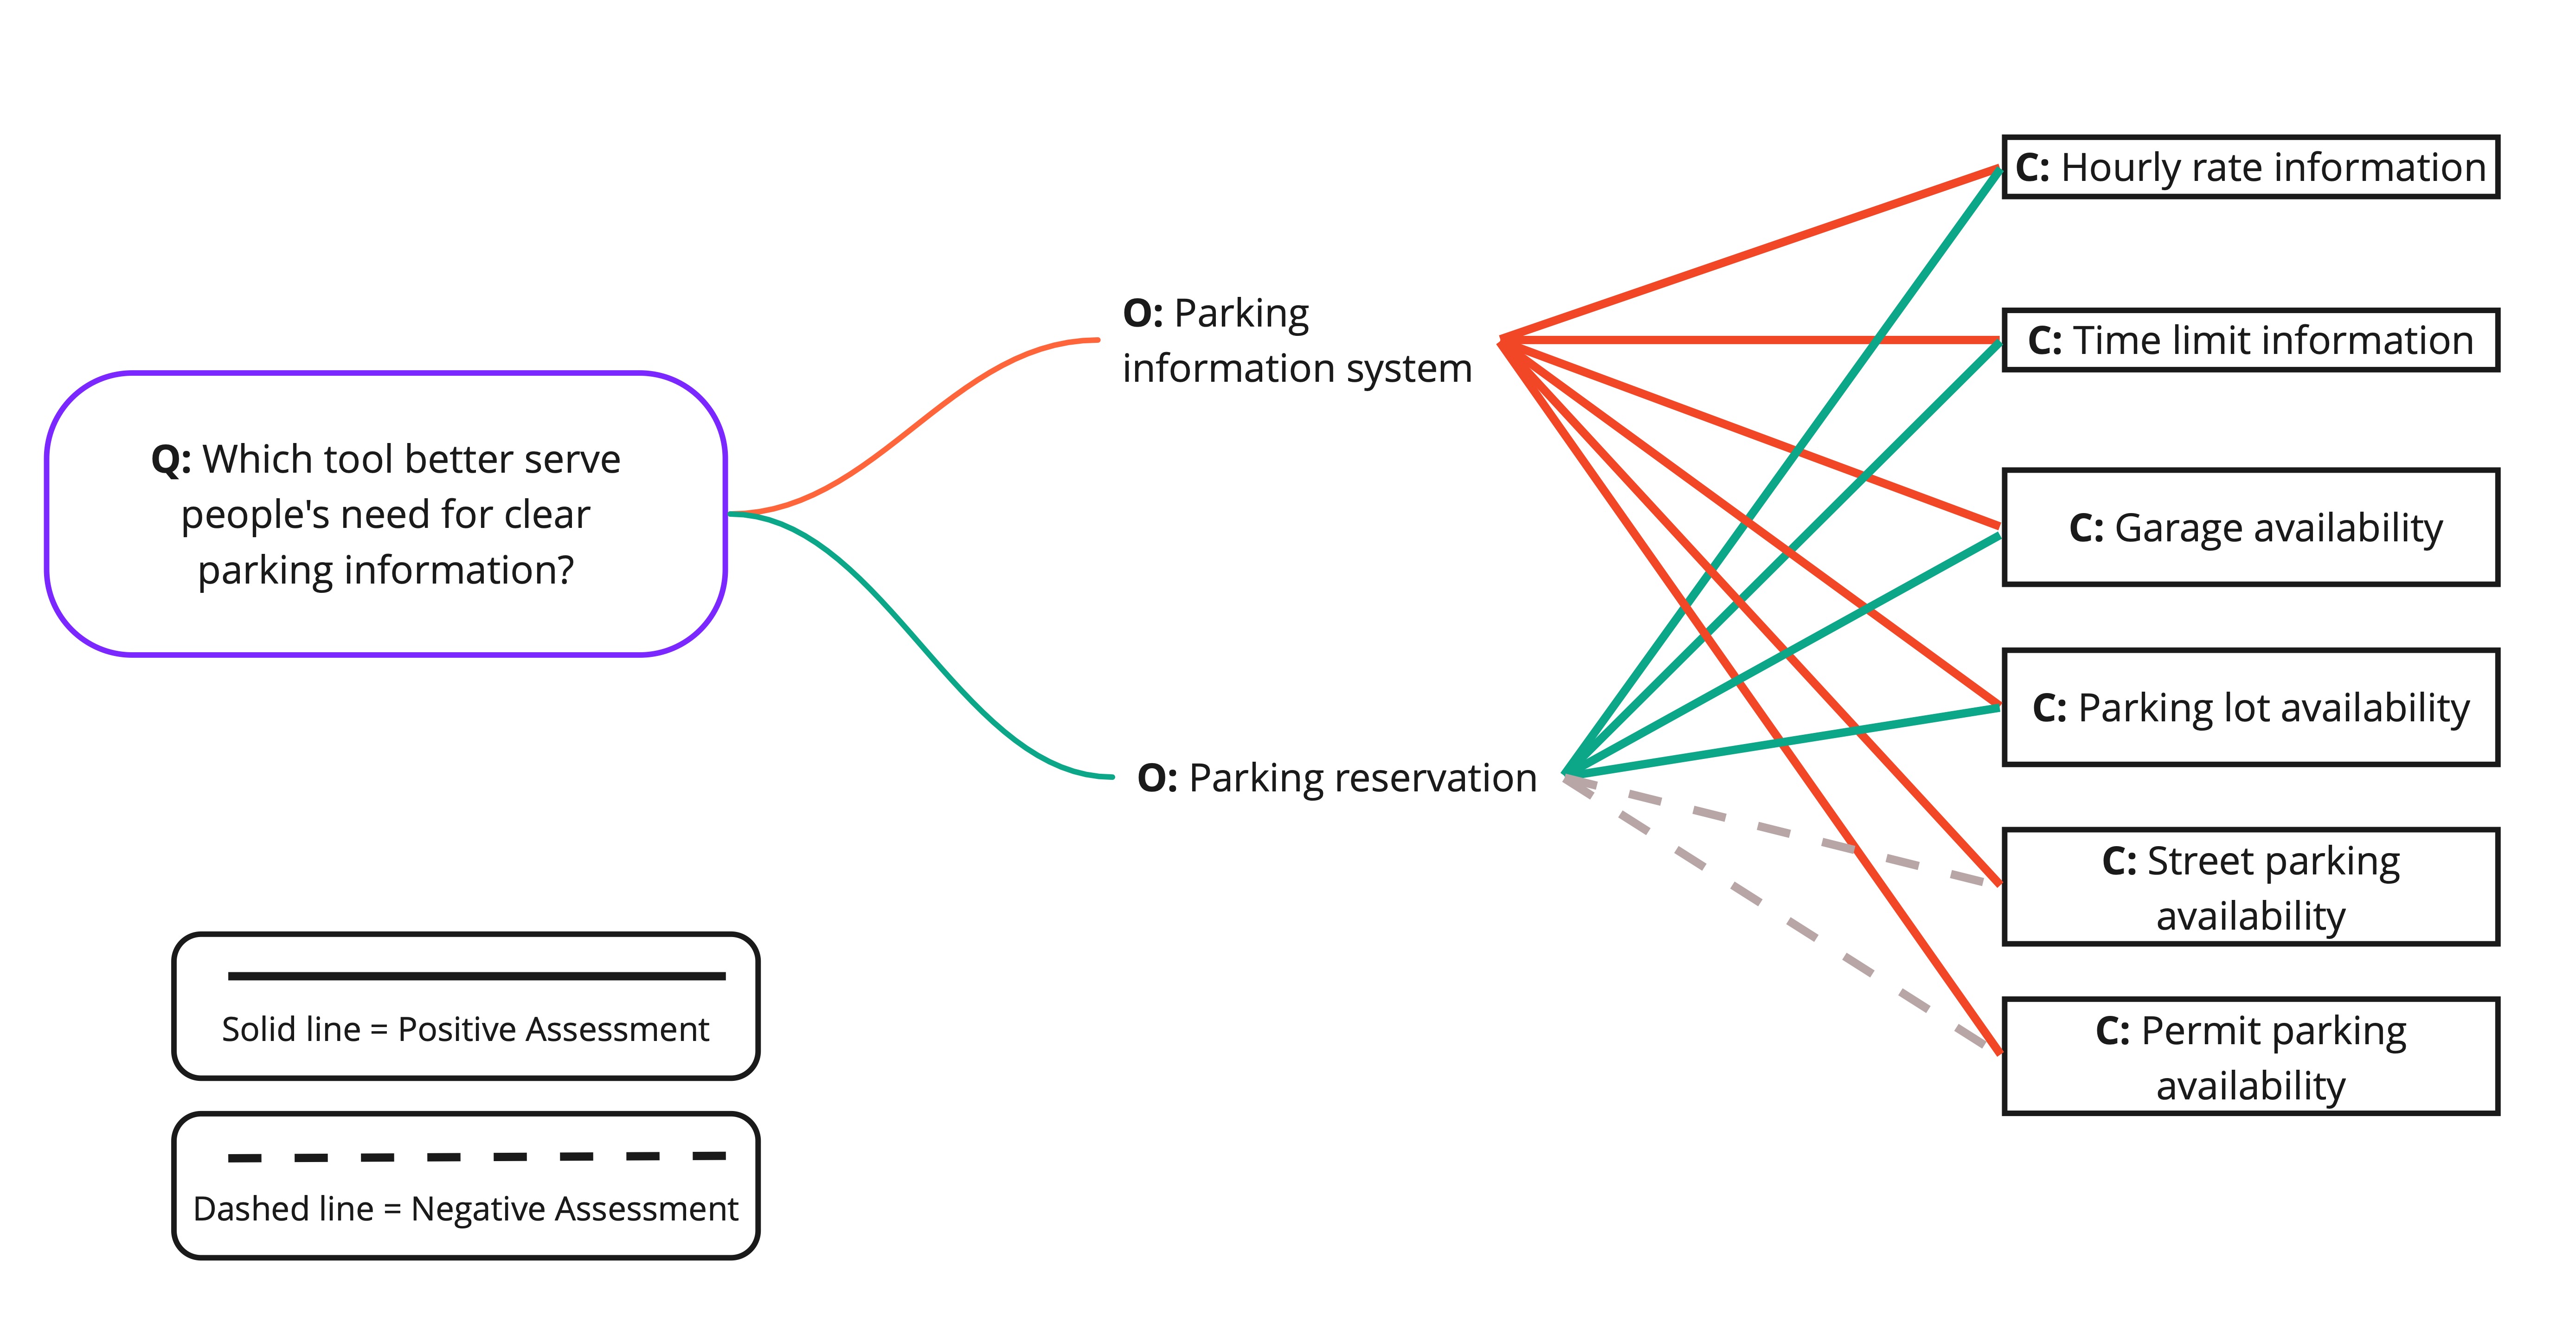 Q: Which tool better serve
people's need for clear
parking information?
O: Parking
information system
O: Parking reservation
C: Hourly rate information
C: Time limit information
C: Garage availability
C: Parking lot availability
C: Street parking
availability
C: Permit parking
availability
Solid line = Positive Assessment
Dashed line = Negative Assessment